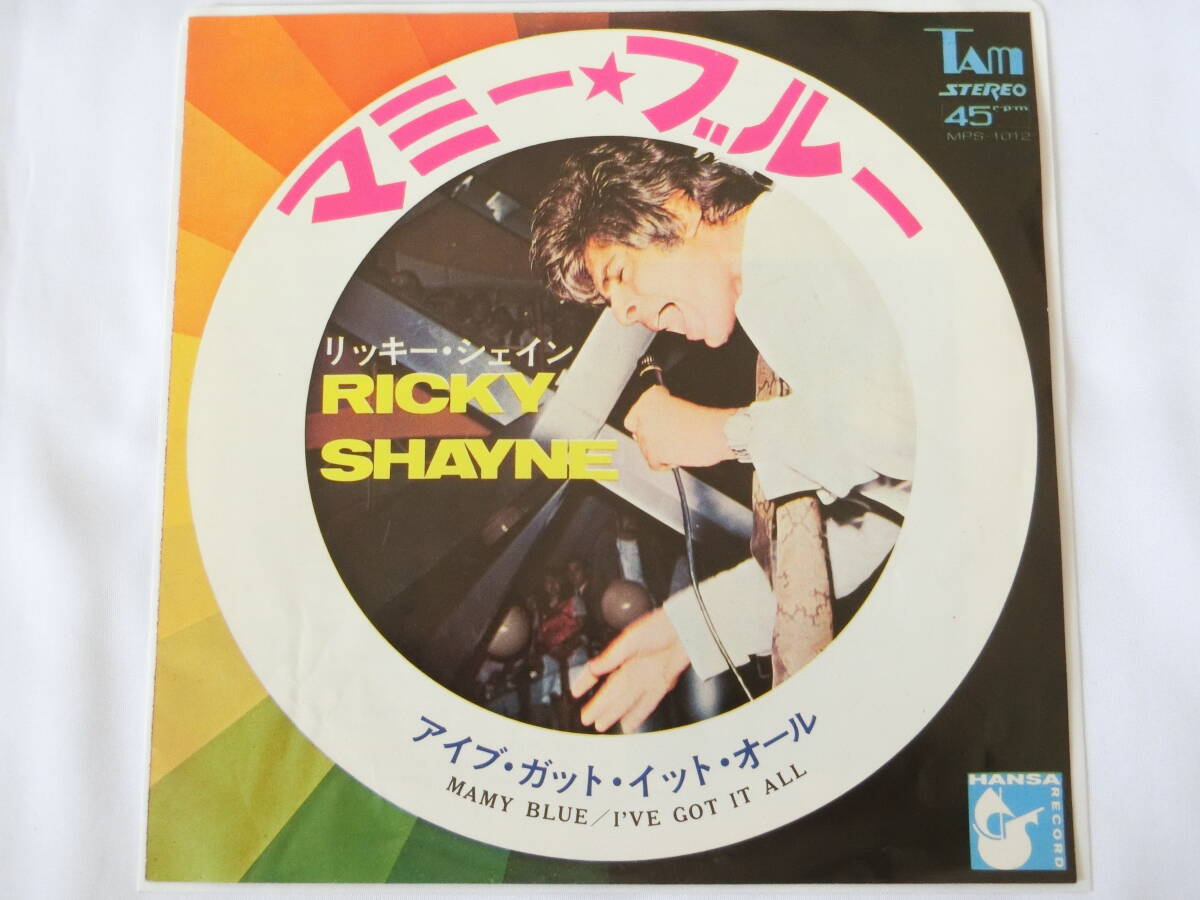 マミー★ブルー
TAM
STEREO
45 rpm
MPS-1012
リッキー・シェイン
RICKY
SHAYNE
アイブ・ガット・イット・オール
MAMY BLUE/I'VE GOT IT ALL
HANSA
RECORD